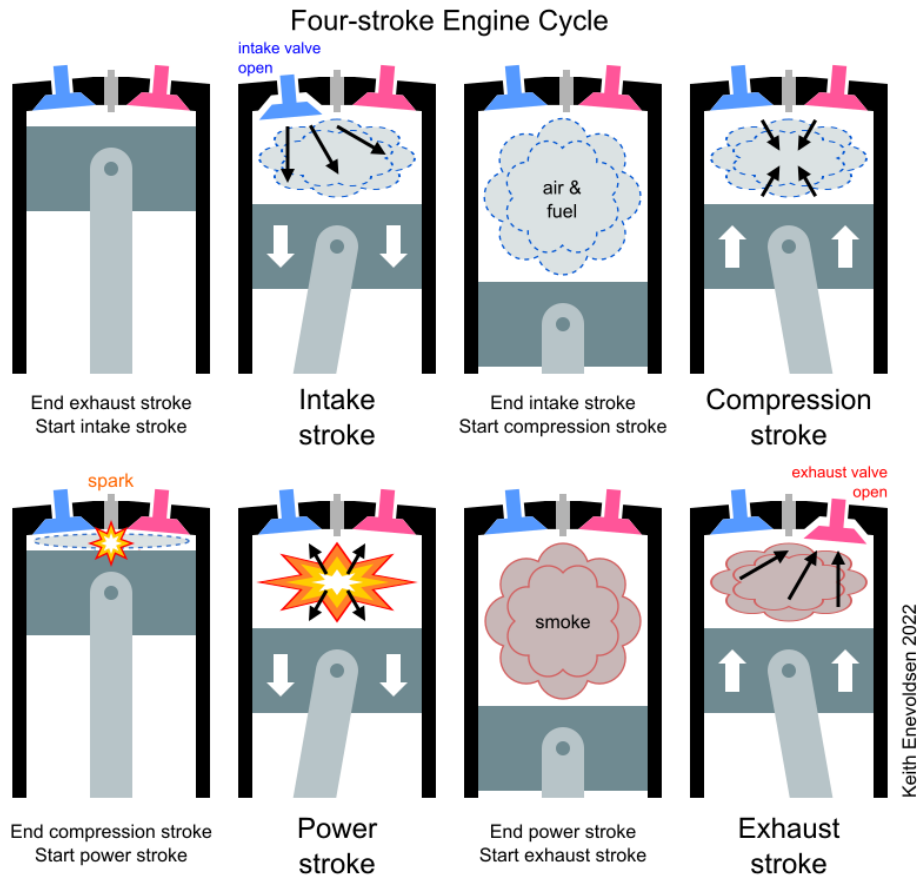 Four-stroke Engine Cycle
intake valve
open
air &
fuel
End exhaust stroke
Start intake stroke
Intake
stroke
End intake stroke
Start compression stroke
Compression
stroke
spark
exhaust valve
open
smoke
End compression stroke
Start power stroke
Power
stroke
End power stroke
Start exhaust stroke
Exhaust
stroke
Keith Enevoldsen 2022